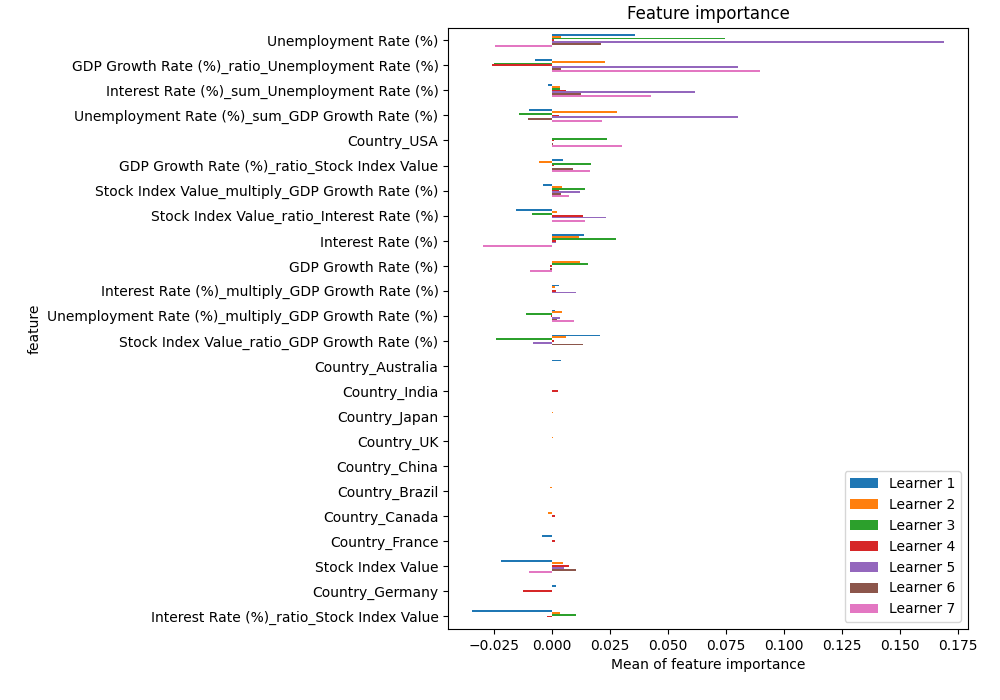 Feature importance
Unemployment Rate (%)
GDP Growth Rate (%)_ratio_Unemployment Rate (%)
Interest Rate (%)_sum_Unemployment Rate (%)
Unemployment Rate (%)_sum_GDP Growth Rate (%)
Country_USA
GDP Growth Rate (%)_ratio_Stock Index Value
Stock Index Value_multiply_GDP Growth Rate (%)
Stock Index Value_ratio_Interest Rate (%)
Interest Rate (%)
GDP Growth Rate (%)
Interest Rate (%)_multiply_GDP Growth Rate (%)
Unemployment Rate (%)_multiply_GDP Growth Rate (%)
Stock Index Value_ratio_GDP Growth Rate (%)
Country_Australia
Country_India
Country_Japan
Country_UK
Country_China
Country_Brazil
Country_Canada
Country_France
Stock Index Value
Country_Germany
Interest Rate (%)_ratio_Stock Index Value
feature
Learner 1
Learner 2
Learner 3
Learner 4
Learner 5
Learner 6
Learner 7
−0.025 0.000 0.025 0.050 0.075 0.100 0.125 0.150 0.175
Mean of feature importance